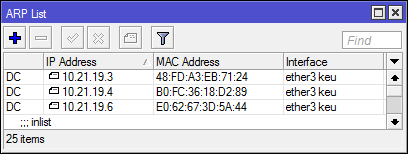 ARP List
Find
IP Address MAC Address Interface
DC 10.21.19.3 48:FD:A3:EB:71:24 ether3 keu
DC 10.21.19.4 B0:FC:36:18:D2:89 ether3 keu
DC 10.21.19.6 E0:62:67:3D:5A:44 ether3 keu
;;; inlist
25 items